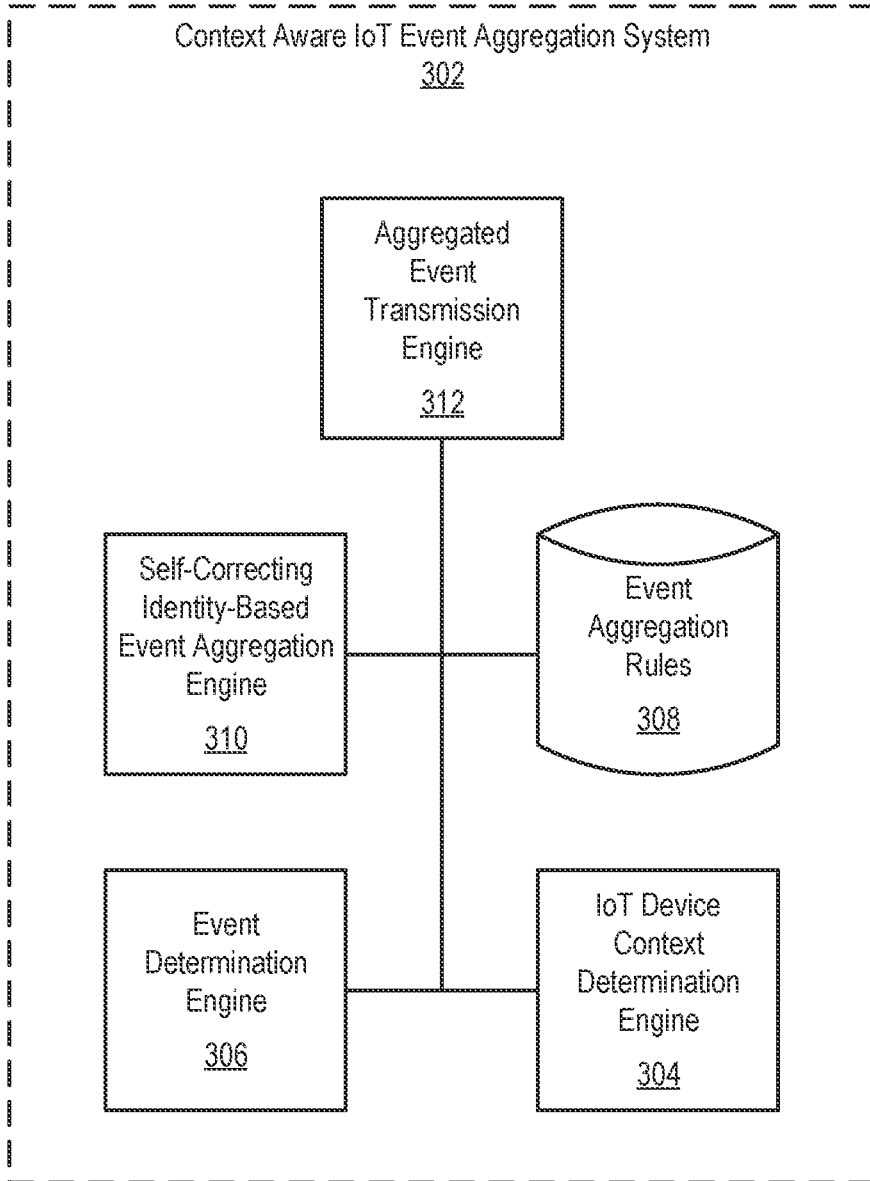 Context Aware IoT Event Aggregation System
302
Aggregated
Event
Transmission
Engine
312
Self-Correcting
Identity-Based
Event Aggregation
Engine
310
Event
Aggregation
Rules
308
Event
Determination
Engine
306
IoT Device
Context
Determination
Engine
304